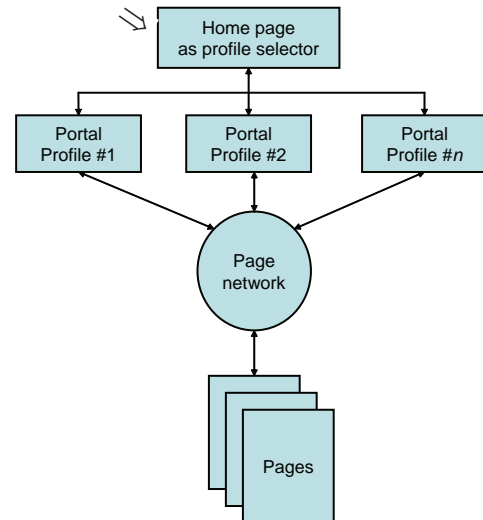 Home page
as profile selector
Portal
Profile #1
Portal
Profile #2
Portal
Profile #n
Page
network
Pages